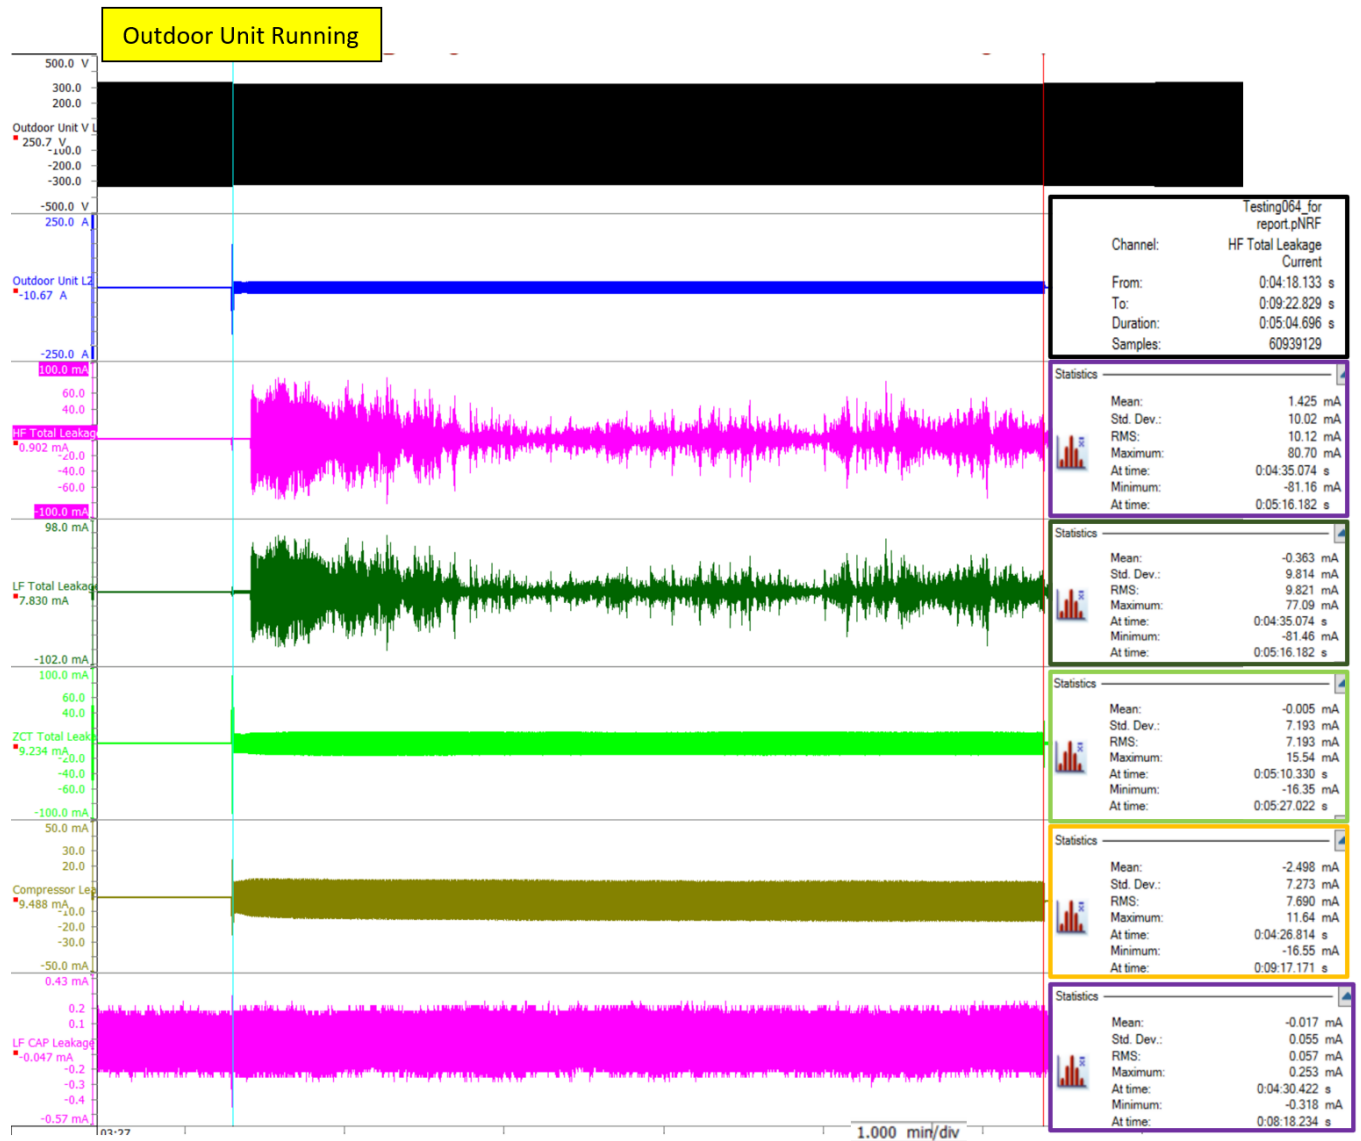 Outdoor Unit Running
500.0 V
300.0
200.0
Outdoor Unit V L
250.7 V
-100.0
-200.0
-300.0
-500.0 V
250.0 A
Outdoor Unit L2
-10.67 A
-250.0 A
100.0 mA
60.0
40.0
HF Total Leakag
0.902 mA
-20.0
-40.0
-60.0
-100.0 mA
98.0 mA
LF Total Leakag
7.830 mA
-102.0 mA
100.0 mA
60.0
40.0
ZCT Total Leak
9.234 mA
-20.0
-40.0
-60.0
-100.0 mA
50.0 mA
30.0
20.0
Compressor Lea
9.488 mA
-10.0
-20.0
-30.0
-50.0 mA
0.43 mA
0.2
0.1
LF CAP Leakage
-0.047 mA
-0.2
-0.3
-0.4
-0.57 mA
03:27
1.000 min/div
Testing064_for
report.pNRF
Channel: HF Total Leakage
Current
From: 0:04:18.133 s
To: 0:09:22.829 s
Duration: 0:05:04.696 s
Samples: 60939129
Statistics
Mean: 1.425 mA
Std. Dev.: 10.02 mA
RMS: 10.12 mA
Maximum: 80.70 mA
At time: 0:04:35.074 s
Minimum: -81.16 mA
At time: 0:05:16.182 s
Statistics
Mean: -0.363 mA
Std. Dev.: 9.814 mA
RMS: 9.821 mA
Maximum: 77.09 mA
At time: 0:04:35.074 s
Minimum: -81.46 mA
At time: 0:05:16.182 s
Statistics
Mean: -0.005 mA
Std. Dev.: 7.193 mA
RMS: 7.193 mA
Maximum: 15.54 mA
At time: 0:05:10.330 s
Minimum: -16.35 mA
At time: 0:05:27.022 s
Statistics
Mean: -2.498 mA
Std. Dev.: 7.273 mA
RMS: 7.690 mA
Maximum: 11.64 mA
At time: 0:04:26.814 s
Minimum: -16.55 mA
At time: 0:09:17.171 s
Statistics
Mean: -0.017 mA
Std. Dev.: 0.055 mA
RMS: 0.057 mA
Maximum: 0.253 mA
At time: 0:04:30.422 s
Minimum: -0.318 mA
At time: 0:08:18.234 s